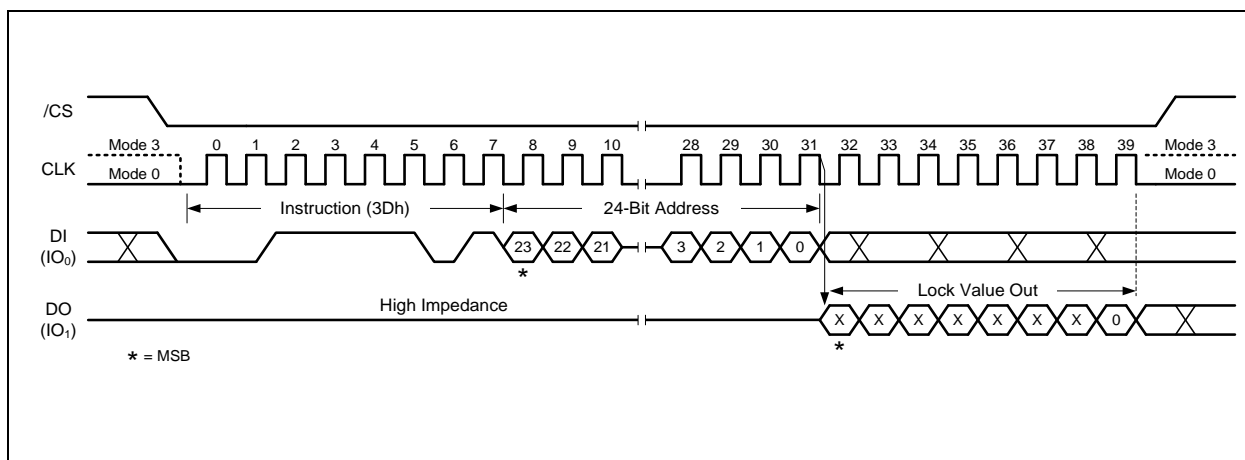 /CS
Mode 3 0 1 2 3 4 5 6 7 8 9 10 28 29 30 31 32 33 34 35 36 37 38 39 Mode 3
CLK
Mode 0 Mode 0
Instruction (3Dh) 24-Bit Address
DI
(IO0) 23 22 21 3 2 1 0
*
Lock Value Out
High Impedance
DO
(IO1) X X X X X X X 0
*
* = MSB